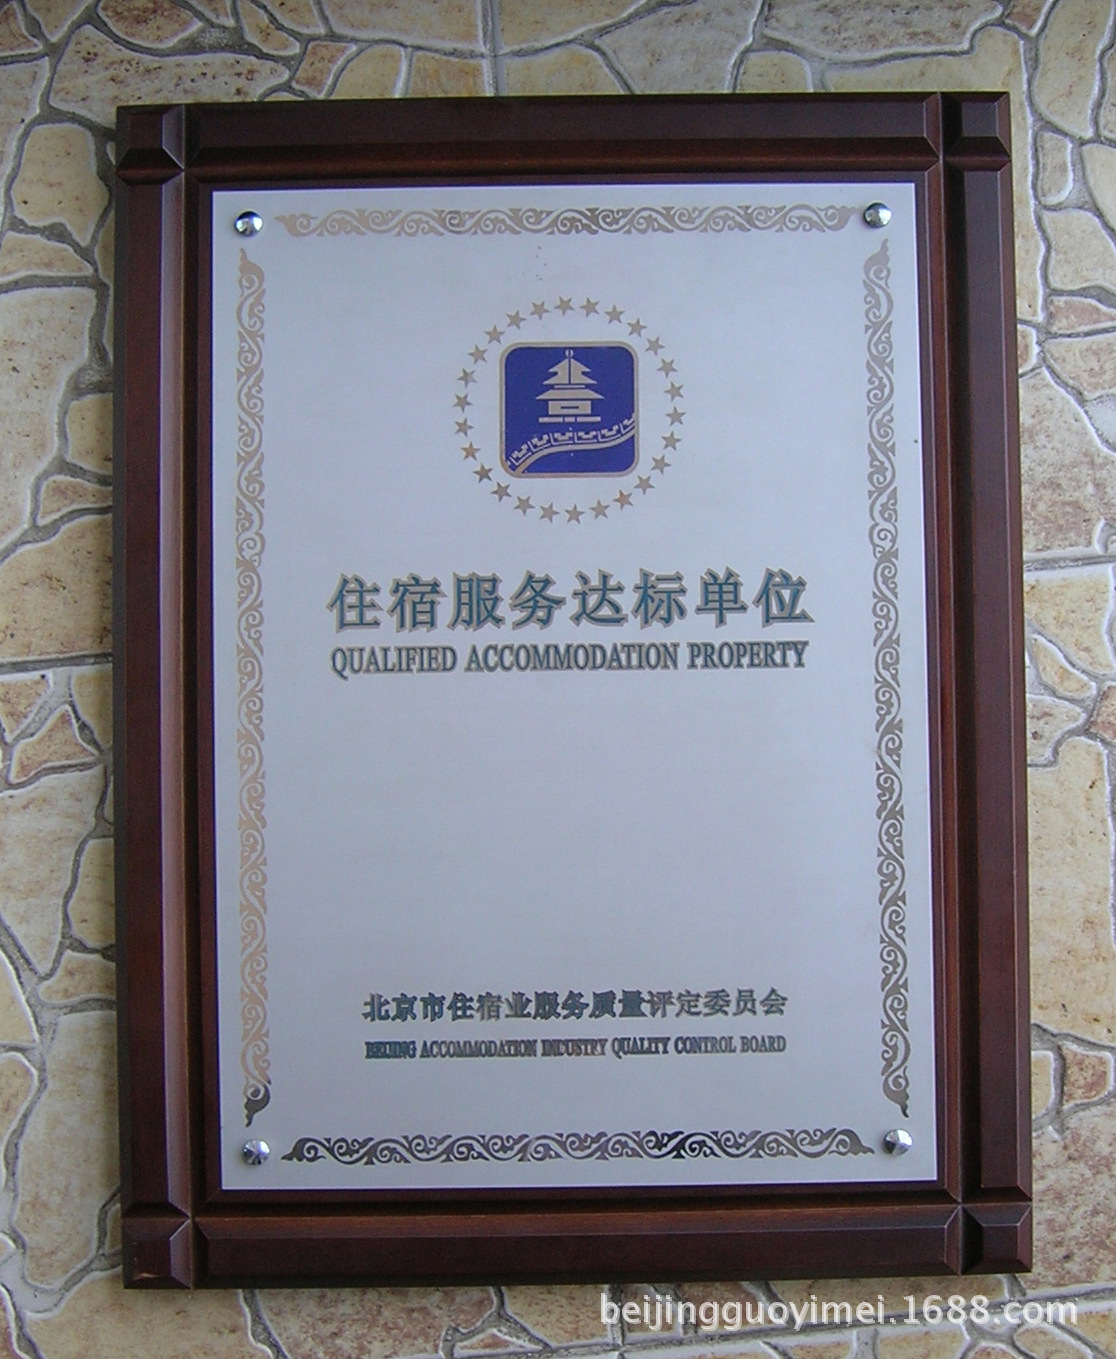 住宿服务达标单位
QUALIFIED ACCOMMODATION PROPERTY
北京市住宿业服务质量评定委员会
BEIJING ACCOMMODATION INDUSTRY QUALITY CONTROL BOARD
beijingguoyimei.1688.com